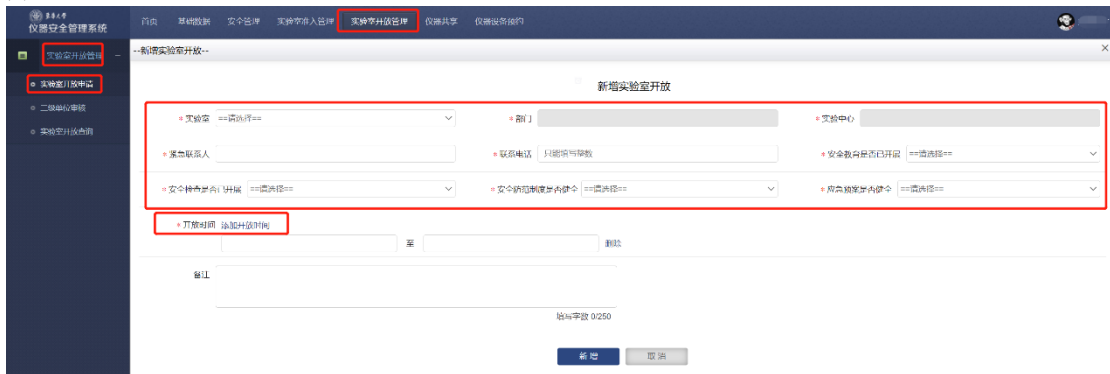 仪器安全管理系统
首页 基础数据 安全管理 实验室准入管理 实验室开放管理 仪器共享 仪器设备预约
实验室开放管理 −
实验室开放申请
二级单位审核
实验室开放查询
--新增实验室开放-- ×
新增实验室开放
* 实验室 ==请选择== * 部门 * 实验中心
* 紧急联系人 * 联系电话 只能填写整数 * 安全教育是否已开展 ==请选择==
* 安全检查是否已开展 ==请选择== * 安全防范制度是否健全 ==请选择== * 应急预案是否健全 ==请选择==
* 开放时间 添加开放时间
至 删除
备注
填写字数 0/250
新 增 取 消